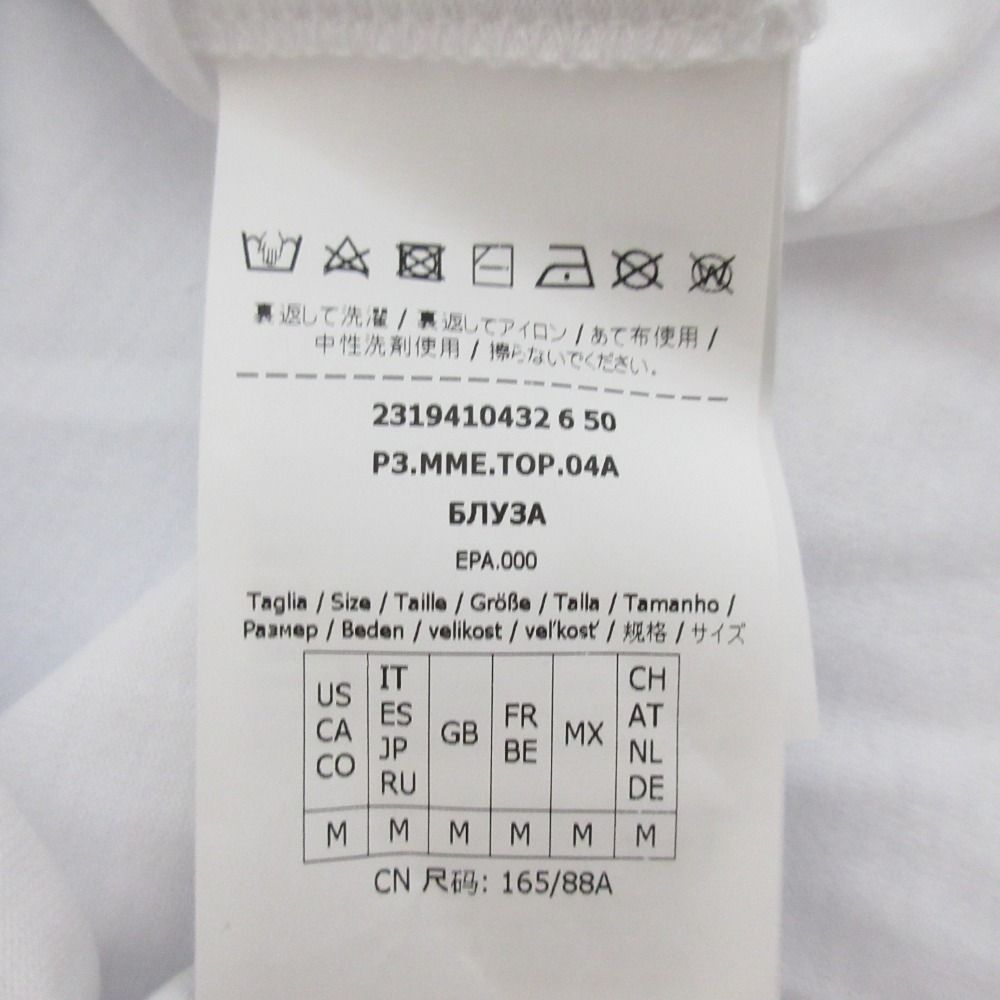 裏返して洗濯 / 裏返してアイロン / あて布使用 /
中性洗剤使用 / 擦らないでください。
2319410432 6 50
P3.MME.TOP.04A
БЛУЗА
EPA.000
Taglia / Size / Taille / Größe / Talla / Tamanho /
Размер / Beden / velikost / veľkosť / 规格 / サイズ
US CA CO
IT ES JP RU
GB
FR BE
MX
CH AT NL DE
M M M M M M
CN 尺码: 165/88A